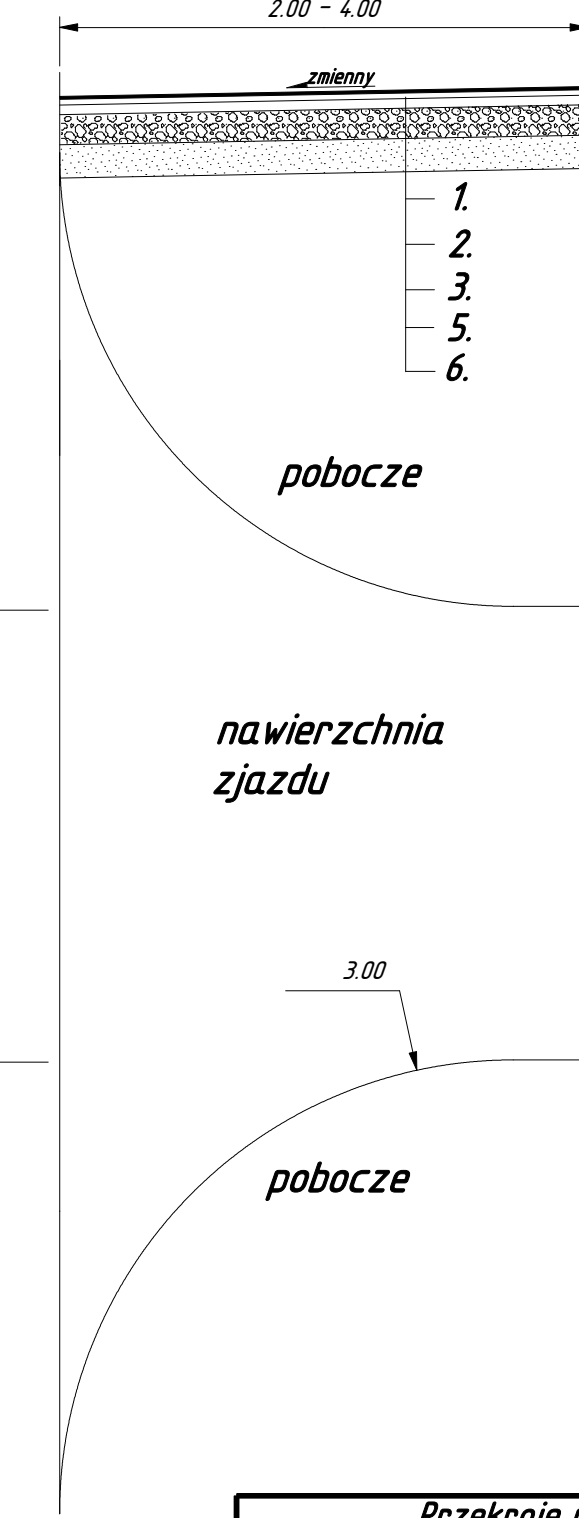 2.00 - 4.00
zmienny
1.
2.
3.
5.
6.
pobocze
nawierzchnia
zjazdu
3.00
pobocze
Przekroje